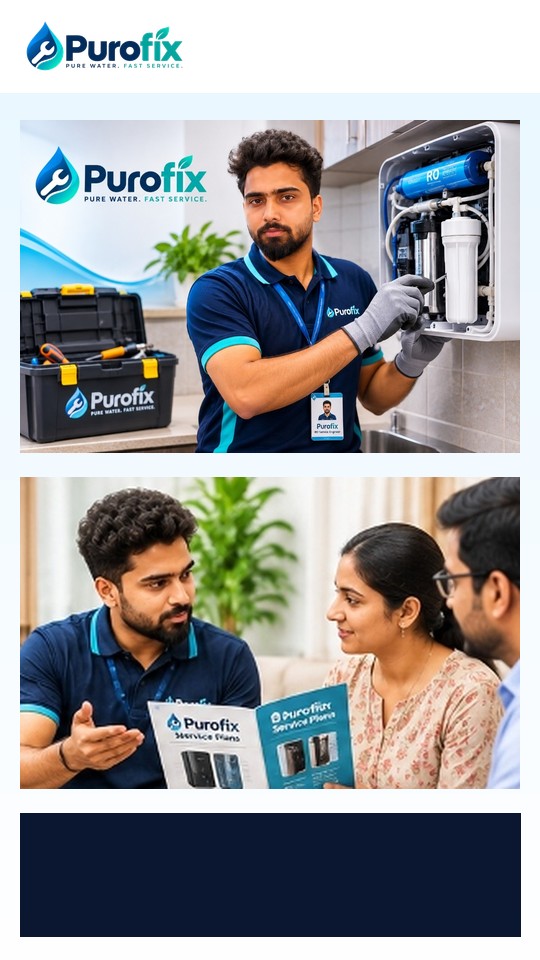 Purofix
PURE WATER. FAST SERVICE.
Purofix
PURE WATER. FAST SERVICE.
RO
Purofix
Purofix
PURE WATER. FAST SERVICE.
Purofix
Purofix
Service Plans
Purofix
Service Plans